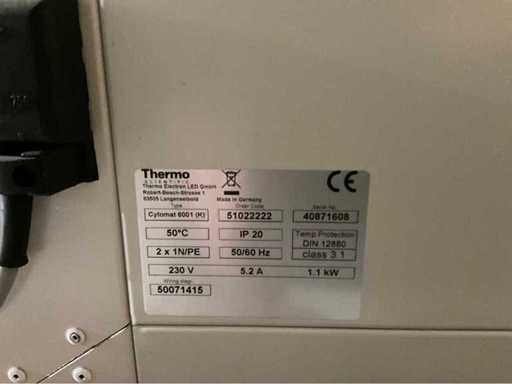 Thermo
SCIENTIFIC
Thermo Electron LED GmbH
Robert-Bosch-Strasse 1
63505 Langenselbold
Made in Germany
CE
Type
Order Code
Serial No.
Cytomat 6001 (K)
51022222
40871608
50°C
IP 20
Temp Protection
DIN 12880
class 3.1
2 x 1N/PE
50/60 Hz
230 V
5.2 A
1.1 kW
Wiring diag.
50071415